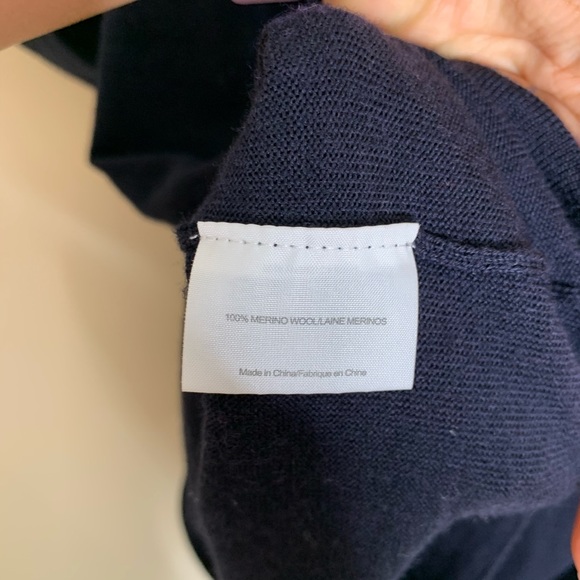 100% MERINO WOOL/LAINE MERINOS
Made in China/Fabrique en Chine